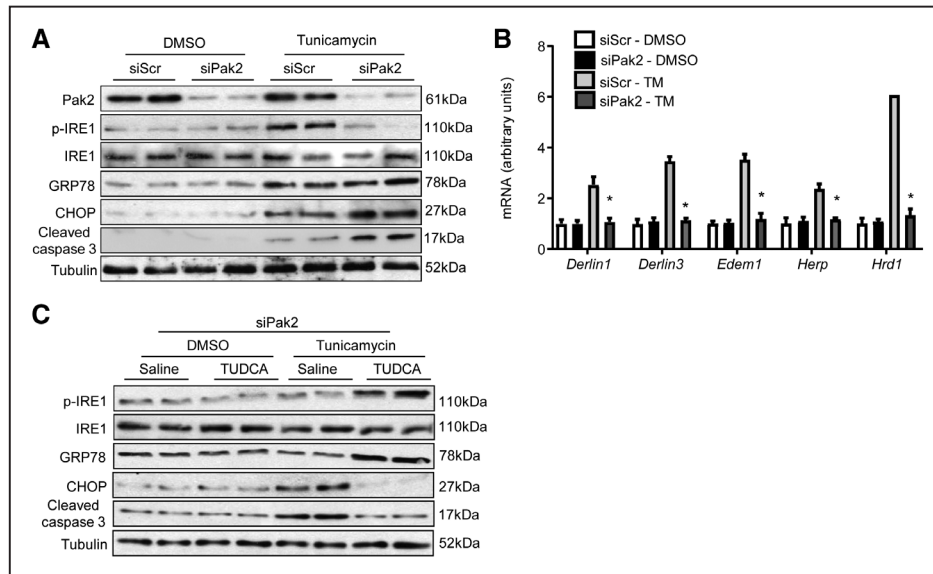 A
DMSO
Tunicamycin
siScr
siPak2
siScr
siPak2
Pak2
61kDa
p-IRE1
110kDa
IRE1
110kDa
GRP78
78kDa
CHOP
27kDa
Cleaved
caspase 3
17kDa
Tubulin
52kDa
B
siScr - DMSO
siPak2 - DMSO
siScr - TM
siPak2 - TM
mRNA (arbitrary units)
8
6
4
2
0
* * * * *
Derlin1 Derlin3 Edem1 Herp Hrd1
C
siPak2
DMSO
Tunicamycin
Saline
TUDCA
Saline
TUDCA
p-IRE1
110kDa
IRE1
110kDa
GRP78
78kDa
CHOP
27kDa
Cleaved
caspase 3
17kDa
Tubulin
52kDa